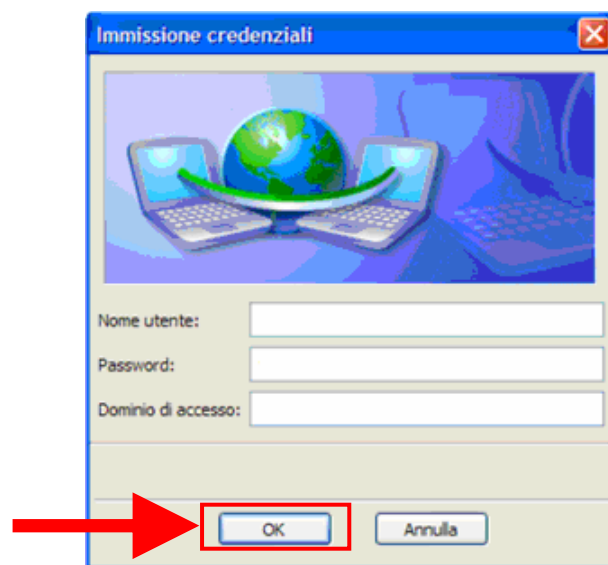 Immissione credenziali
Nome utente:
Password:
Dominio di accesso:
OK Annulla